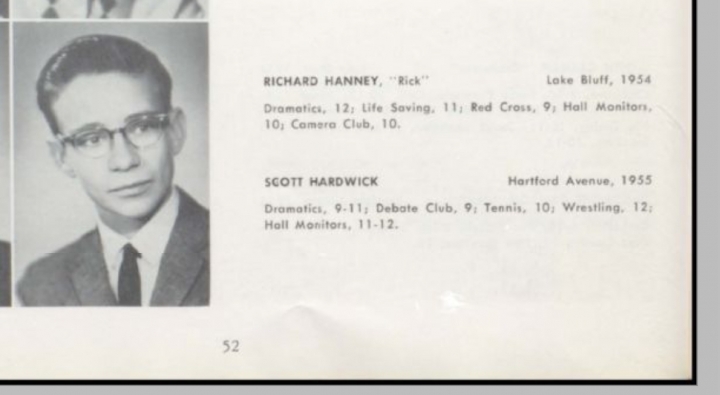 RICHARD HANNEY, "Rick" Lake Bluff, 1954
Dramatics, 12; Life Saving, 11; Red Cross, 9; Hall Monitors,
10; Camera Club, 10.
SCOTT HARDWICK Hartford Avenue, 1955
Dramatics, 9-11; Debate Club, 9; Tennis, 10; Wrestling, 12;
Hall Monitors, 11-12.
52